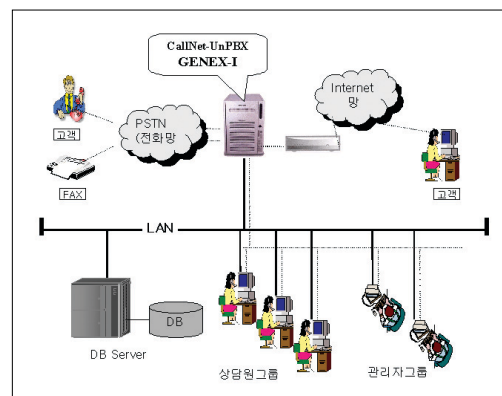 CallNet-UnPBX
GENEX-I
Internet
망
PSTN
(전화망
고객
FAX
고객
LAN
DB
DB Server
상담원그룹
관리자그룹